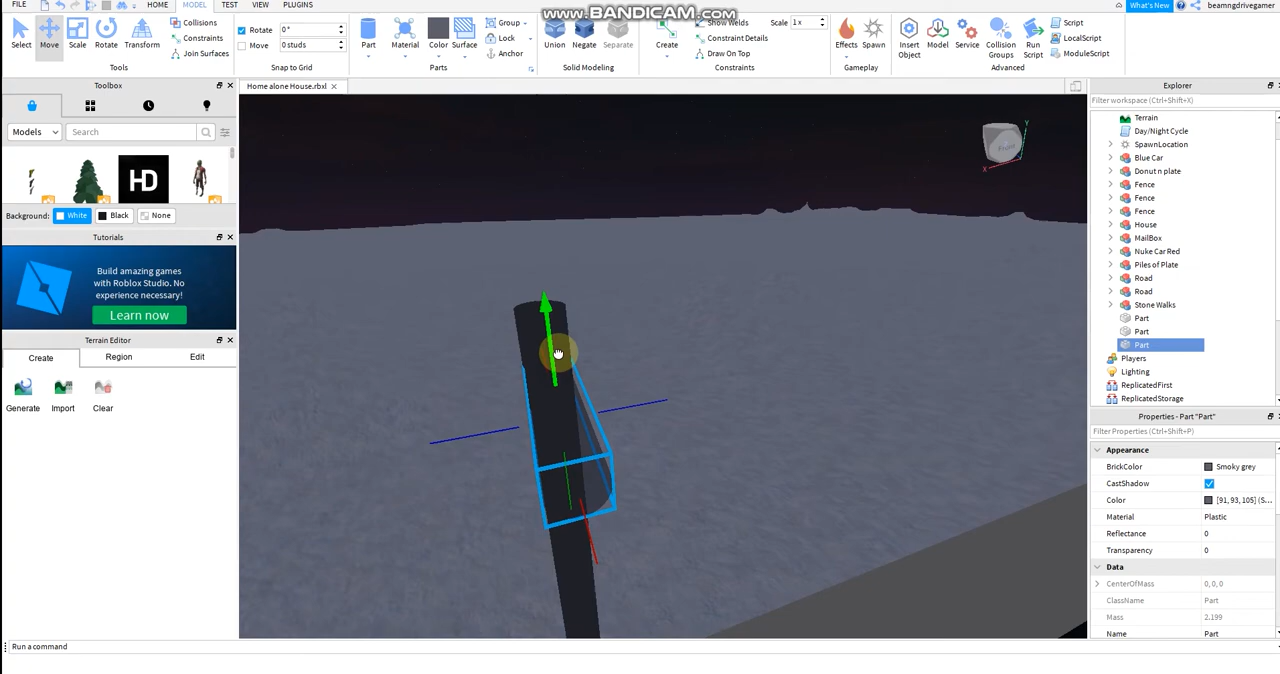 www.BANDICAM.com
FILE HOME MODEL TEST VIEW PLUGINS What's New beamngdrivegamer
Select Move Scale Rotate Transform
Collisions
Constraints
Join Surfaces
Tools
Rotate 0°
Move 0 studs
Snap to Grid
Part Material Color Surface
Group
Lock
Anchor
Parts
Union Negate Separate
Solid Modeling
Create
Show Welds Scale 1 x
Constraint Details
Draw On Top
Constraints
Effects Spawn
Gameplay
Insert Object Model Service Collision Groups Run Script
Script
LocalScript
ModuleScript
Advanced
Toolbox
Models Search
HD
Background: White Black None
Tutorials
Build amazing games
with Roblox Studio. No
experience necessary!
Learn now
Terrain Editor
Create Region Edit
Generate Import Clear
Home alone House.rbxl
Front
Y
X
Explorer
Filter workspace (Ctrl+Shift+X)
Terrain
Day/Night Cycle
SpawnLocation
Blue Car
Donut n plate
Fence
Fence
Fence
House
MailBox
Nuke Car Red
Piles of Plate
Road
Road
Stone Walks
Part
Part
Part
Players
Lighting
ReplicatedFirst
ReplicatedStorage
Properties - Part "Part"
Filter Properties (Ctrl+Shift+P)
Appearance
BrickColor Smoky grey
CastShadow
Color [91, 93, 105] (S...
Material Plastic
Reflectance 0
Transparency 0
Data
CenterOfMass 0, 0, 0
ClassName Part
Mass 2.199
Name Part
Run a command